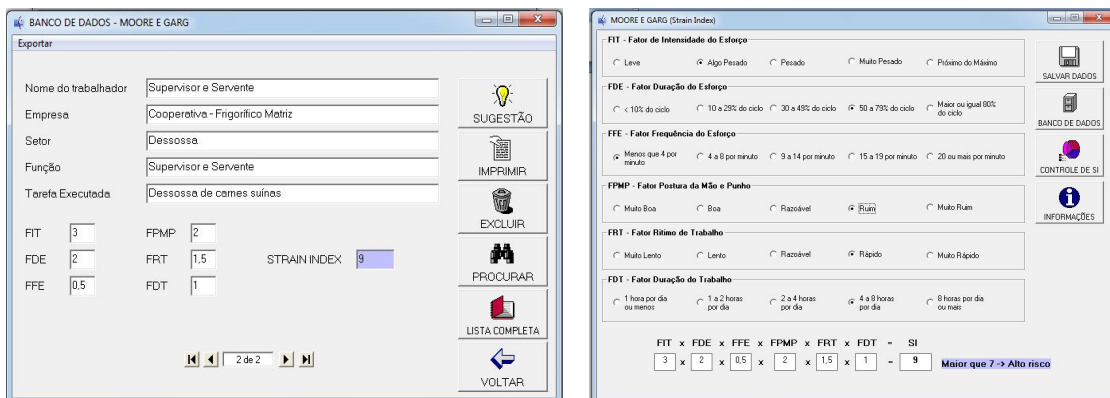 BANCO DE DADOS - MOORE E GARG
Exportar
Nome do trabalhador Supervisor e Servente
Empresa Cooperativa - Frigorífico Matriz
Setor Dessossa
Função Supervisor e Servente
Tarefa Executada Dessossa de carnes suínas
FIT 3 FPMP 2
FDE 2 FRT 1,5 STRAIN INDEX 9
FFE 0,5 FDT 1
2 de 2
SUGESTÃO
IMPRIMIR
EXCLUIR
PROCURAR
LISTA COMPLETA
VOLTAR
MOORE E GARG (Strain Index)
FIT - Fator de Intensidade do Esforço
Leve Algo Pesado Pesado Muito Pesado Próximo do Máximo
FDE - Fator Duração do Esforço
< 10% do ciclo 10 a 29% do ciclo 30 a 49% do ciclo 50 a 79% do ciclo Maior ou igual 80%
do ciclo
FFE - Fator Frequência do Esforço
Menos que 4 por
minuto 4 a 8 por minuto 9 a 14 por minuto 15 a 19 por minuto 20 ou mais por minuto
FPMP - Fator Postura da Mão e Punho
Muito Boa Boa Razoável Ruim Muito Ruim
FRT - Fator Ritimo de Trabalho
Muito Lento Lento Razoável Rápido Muito Rápido
FDT - Fator Duração do Trabalho
1 hora por dia
ou menos 1 a 2 horas
por dia 2 a 4 horas
por dia 4 a 8 horas
por dia 8 horas por dia
ou mais
FIT x FDE x FFE x FPMP x FRT x FDT = SI
3 x 2 x 0,5 x 2 x 1,5 x 1 = 9 Maior que 7 -> Alto risco
SALVAR DADOS
BANCO DE DADOS
CONTROLE DE SI
INFORMAÇÕES